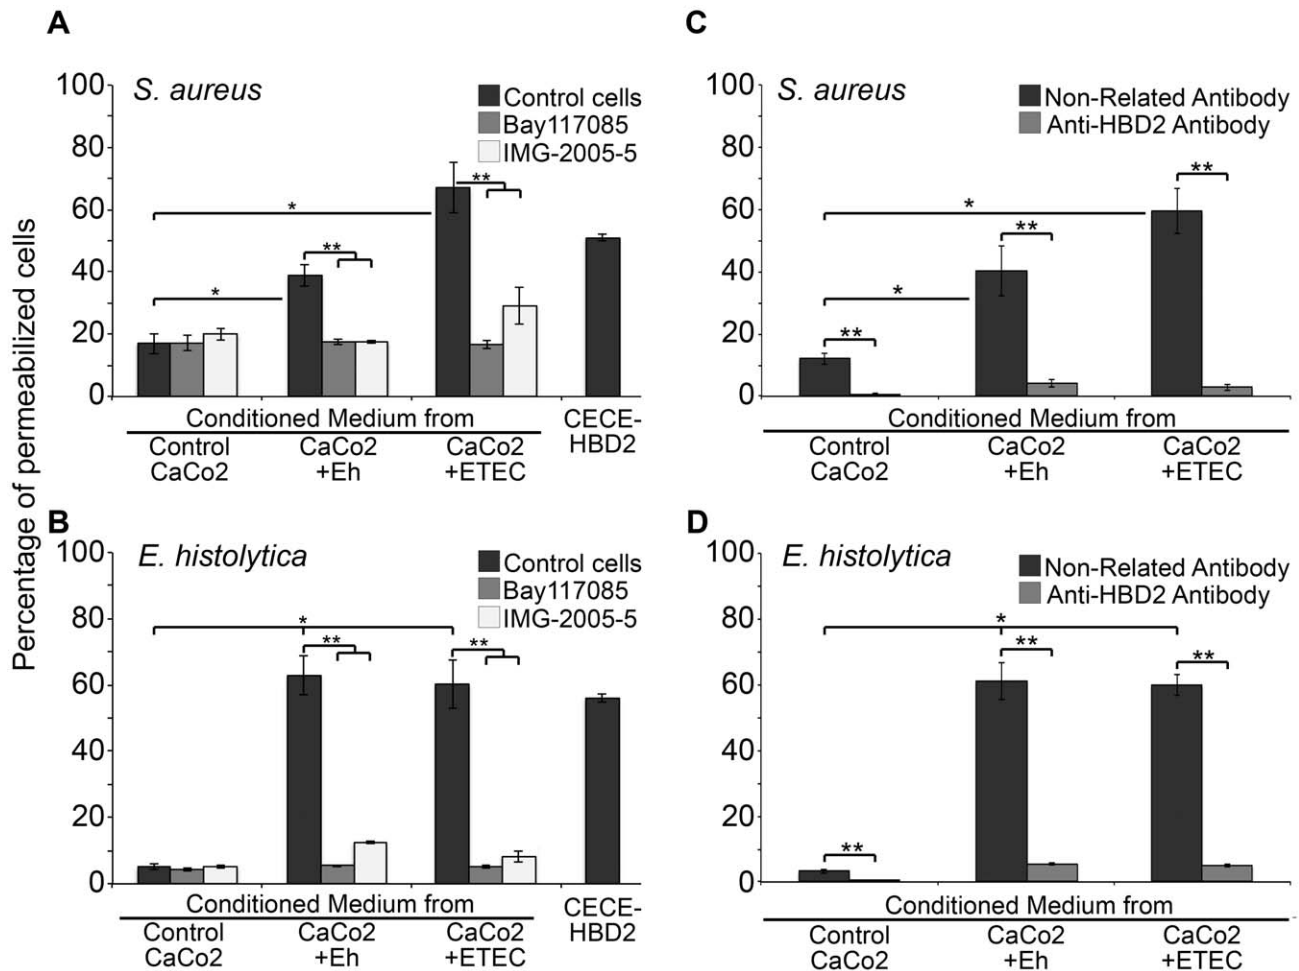 A
S. aureus
Control cells
Bay117085
IMG-2005-5
100
80
60
40
20
0
*
*
**
**
Conditioned Medium from
Control CaCo2
CaCo2 +Eh
CaCo2 +ETEC
CECE-HBD2
Percentage of permeabilized cells
B
E. histolytica
Control cells
Bay117085
IMG-2005-5
100
80
60
40
20
0
*
**
**
Conditioned Medium from
Control CaCo2
CaCo2 +Eh
CaCo2 +ETEC
CECE-HBD2
C
S. aureus
Non-Related Antibody
Anti-HBD2 Antibody
100
80
60
40
20
0
**
*
*
**
**
Conditioned Medium from
Control CaCo2
CaCo2 +Eh
CaCo2 +ETEC
D
E. histolytica
Non-Related Antibody
Anti-HBD2 Antibody
100
80
60
40
20
0
**
*
**
**
Conditioned Medium from
Control CaCo2
CaCo2 +Eh
CaCo2 +ETEC